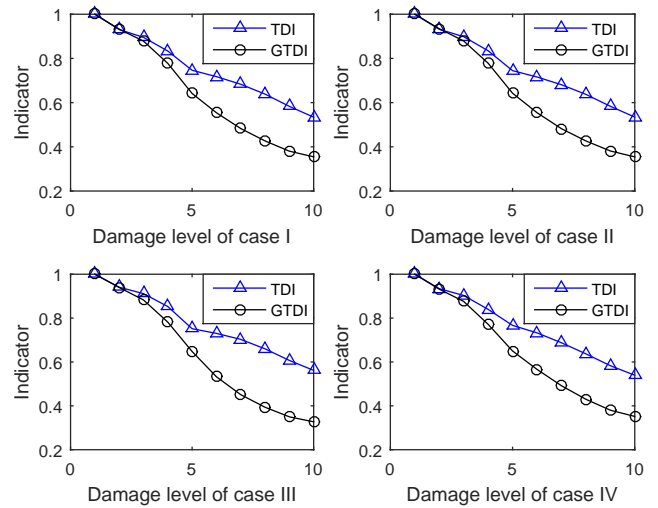 Indicator
1
0.8
0.6
0.4
0.2
0
5
10
TDI
GTDI
Damage level of case I
Indicator
1
0.8
0.6
0.4
0.2
0
5
10
TDI
GTDI
Damage level of case II
Indicator
1
0.8
0.6
0.4
0.2
0
5
10
TDI
GTDI
Damage level of case III
Indicator
1
0.8
0.6
0.4
0.2
0
5
10
TDI
GTDI
Damage level of case IV